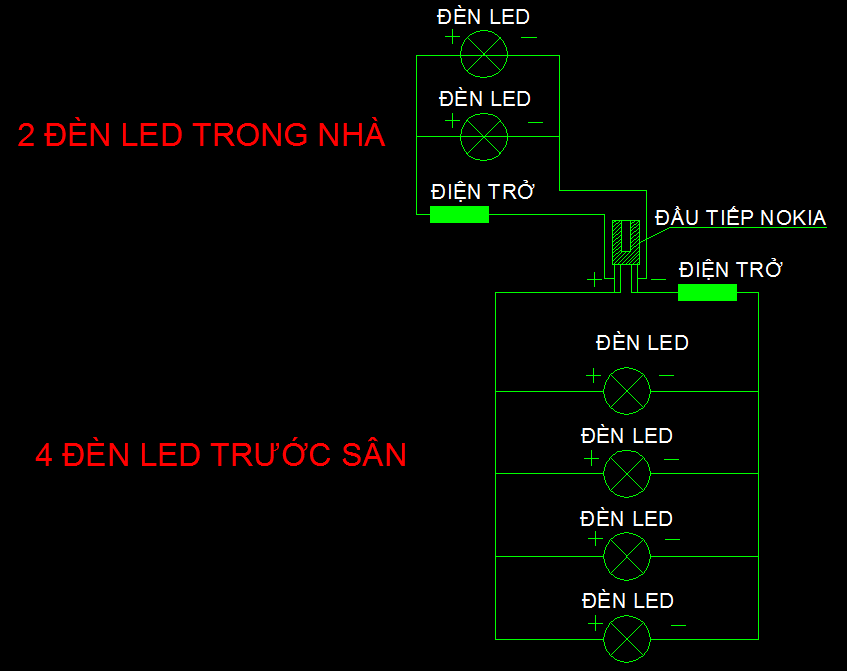 ĐÈN LED
+ —
ĐÈN LED
+ —
2 ĐÈN LED TRONG NHÀ
ĐIỆN TRỞ
ĐẦU TIẾP NOKIA
+ —
ĐIỆN TRỞ
ĐÈN LED
+ —
ĐÈN LED
+ —
4 ĐÈN LED TRƯỚC SÂN
ĐÈN LED
+ —
ĐÈN LED
+ —